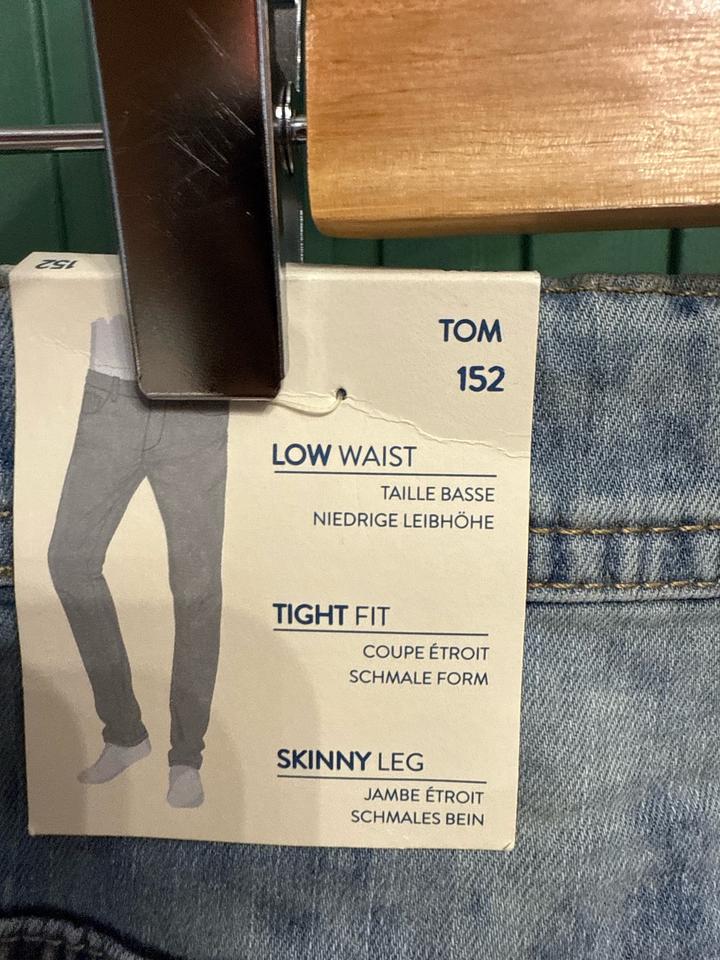 152
TOM
152
LOW WAIST
TAILLE BASSE
NIEDRIGE LEIBHÖHE
TIGHT FIT
COUPE ÉTROIT
SCHMALE FORM
SKINNY LEG
JAMBE ÉTROIT
SCHMALES BEIN